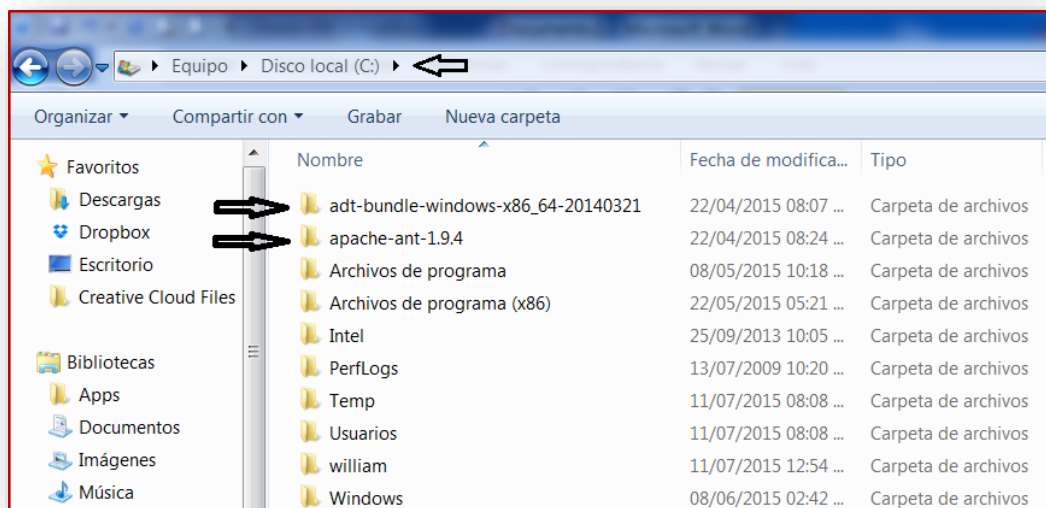 Equipo Disco local (C:)
Organizar Compartir con Grabar Nueva carpeta
Favoritos
Descargas
Dropbox
Escritorio
Creative Cloud Files
Bibliotecas
Apps
Documentos
Imágenes
Música
Nombre Fecha de modifica... Tipo
adt-bundle-windows-x86_64-20140321 22/04/2015 08:07 ... Carpeta de archivos
apache-ant-1.9.4 22/04/2015 08:24 ... Carpeta de archivos
Archivos de programa 08/05/2015 10:18 ... Carpeta de archivos
Archivos de programa (x86) 22/05/2015 05:21 ... Carpeta de archivos
Intel 25/09/2013 10:05 ... Carpeta de archivos
PerfLogs 13/07/2009 10:20 ... Carpeta de archivos
Temp 11/07/2015 08:08 ... Carpeta de archivos
Usuarios 11/07/2015 08:08 ... Carpeta de archivos
william 11/07/2015 12:54 ... Carpeta de archivos
Windows 08/06/2015 02:42 ... Carpeta de archivos